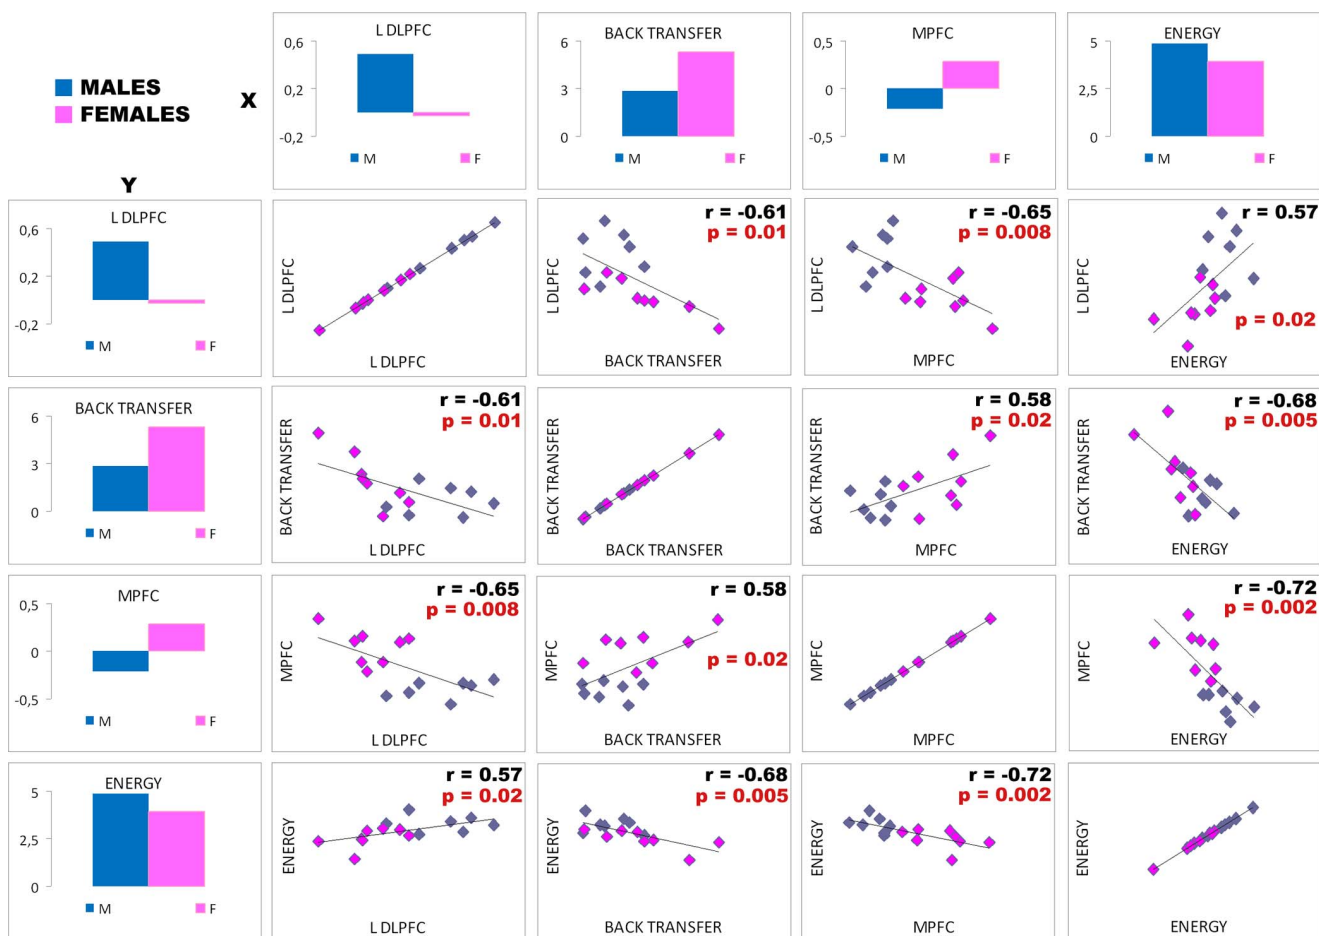 MALES
FEMALES
X
Y
L DLPFC
0,6
0,2
-0,2
M F
BACK TRANSFER
6
3
0
M F
MPFC
0,5
0
-0,5
M F
ENERGY
5
2,5
0
M F
L DLPFC
0,6
0,2
-0,2
M F
L DLPFC
L DLPFC
r = -0.61
p = 0.01
L DLPFC
BACK TRANSFER
r = -0.65
p = 0.008
L DLPFC
MPFC
r = 0.57
p = 0.02
L DLPFC
ENERGY
BACK TRANSFER
6
3
0
M F
r = -0.61
p = 0.01
BACK TRANSFER
L DLPFC
BACK TRANSFER
BACK TRANSFER
r = 0.58
p = 0.02
BACK TRANSFER
MPFC
r = -0.68
p = 0.005
BACK TRANSFER
ENERGY
MPFC
0,5
0
-0,5
M F
r = -0.65
p = 0.008
MPFC
L DLPFC
r = 0.58
p = 0.02
MPFC
BACK TRANSFER
MPFC
MPFC
r = -0.72
p = 0.002
MPFC
ENERGY
ENERGY
5
2,5
0
M F
r = 0.57
p = 0.02
ENERGY
L DLPFC
r = -0.68
p = 0.005
ENERGY
BACK TRANSFER
r = -0.72
p = 0.002
ENERGY
MPFC
ENERGY
ENERGY